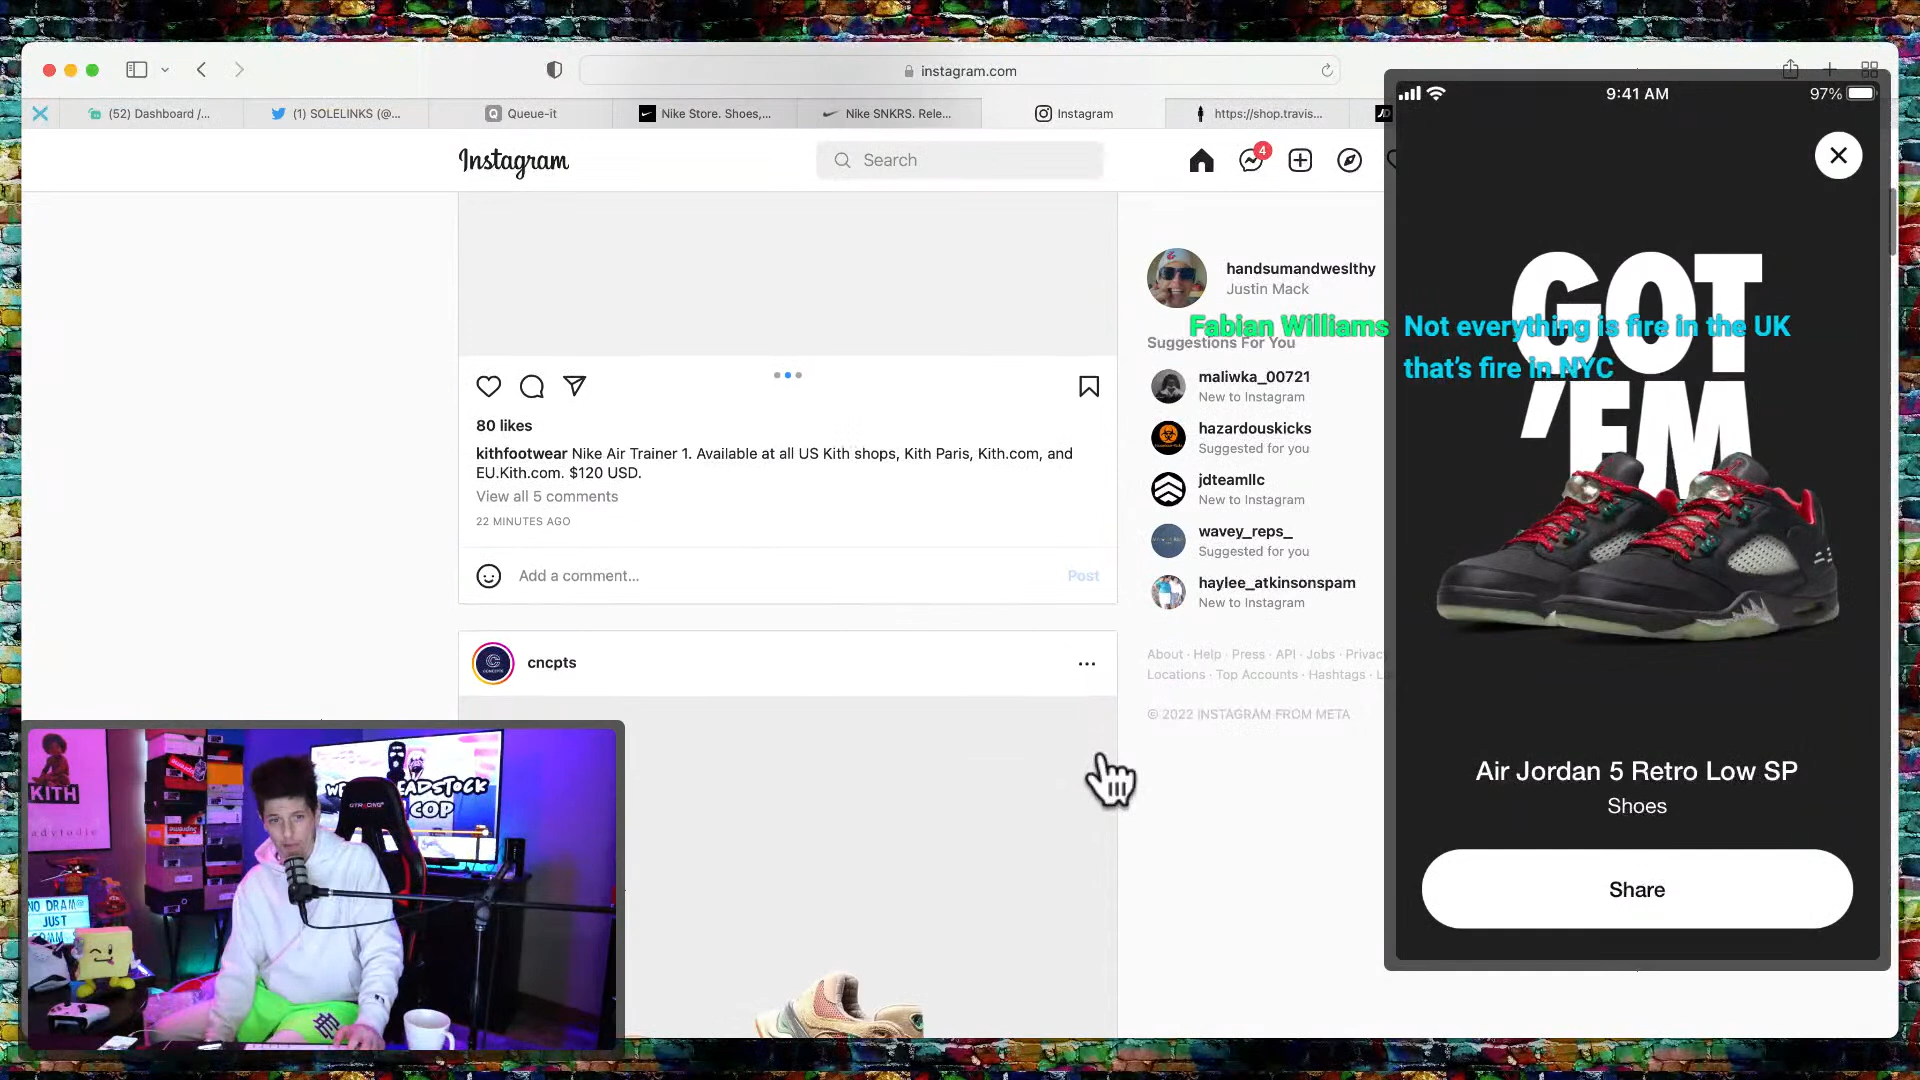 instagram.com
(52) Dashboard /...
(1) SOLELINKS (@...
Queue-it
Nike Store. Shoes,...
Nike SNKRS. Rele...
Instagram
https://shop.travis...
Instagram
Search
4
80 likes
kithfootwear Nike Air Trainer 1. Available at all US Kith shops, Kith Paris, Kith.com, and
EU.Kith.com. $120 USD.
View all 5 comments
22 MINUTES AGO
Add a comment...
Post
cncpts
handsumandweslthy
Justin Mack
Suggestions For You
maliwka_00721
New to Instagram
hazardouskicks
Suggested for you
jdteamllc
New to Instagram
wavey_reps_
Suggested for you
haylee_atkinsonspam
New to Instagram
About · Help · Press · API · Jobs · Privac
Locations · Top Accounts · Hashtags ·
© 2022 INSTAGRAM FROM META
Fabian Williams Not everything is fire in the UK
that's fire in NYC
9:41 AM
97%
GOT
'EM
Air Jordan 5 Retro Low SP
Shoes
Share
KITH
NO DRAM@
JUST
COP